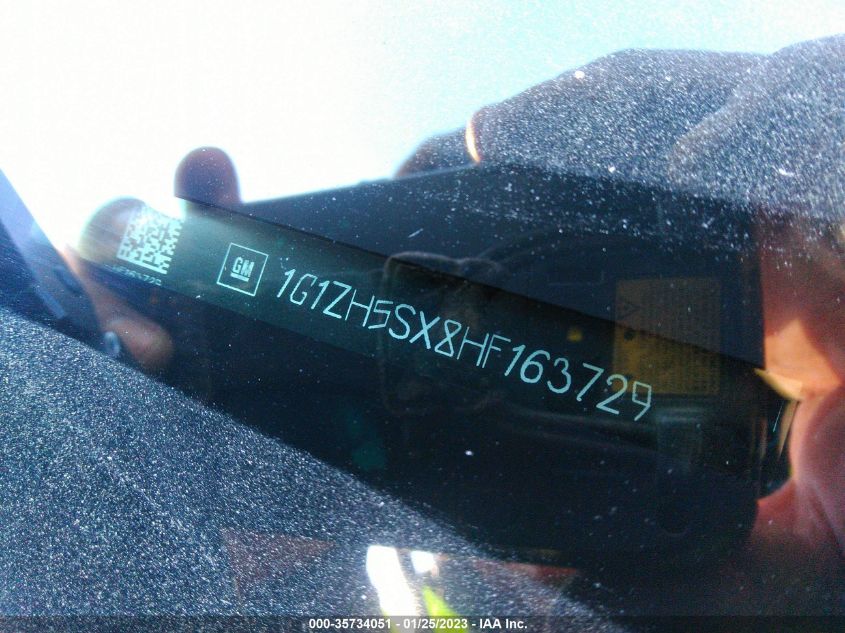 GM 1G1ZH5SX8HF163729
000-35734051 - 01/25/2023 - IAA Inc.